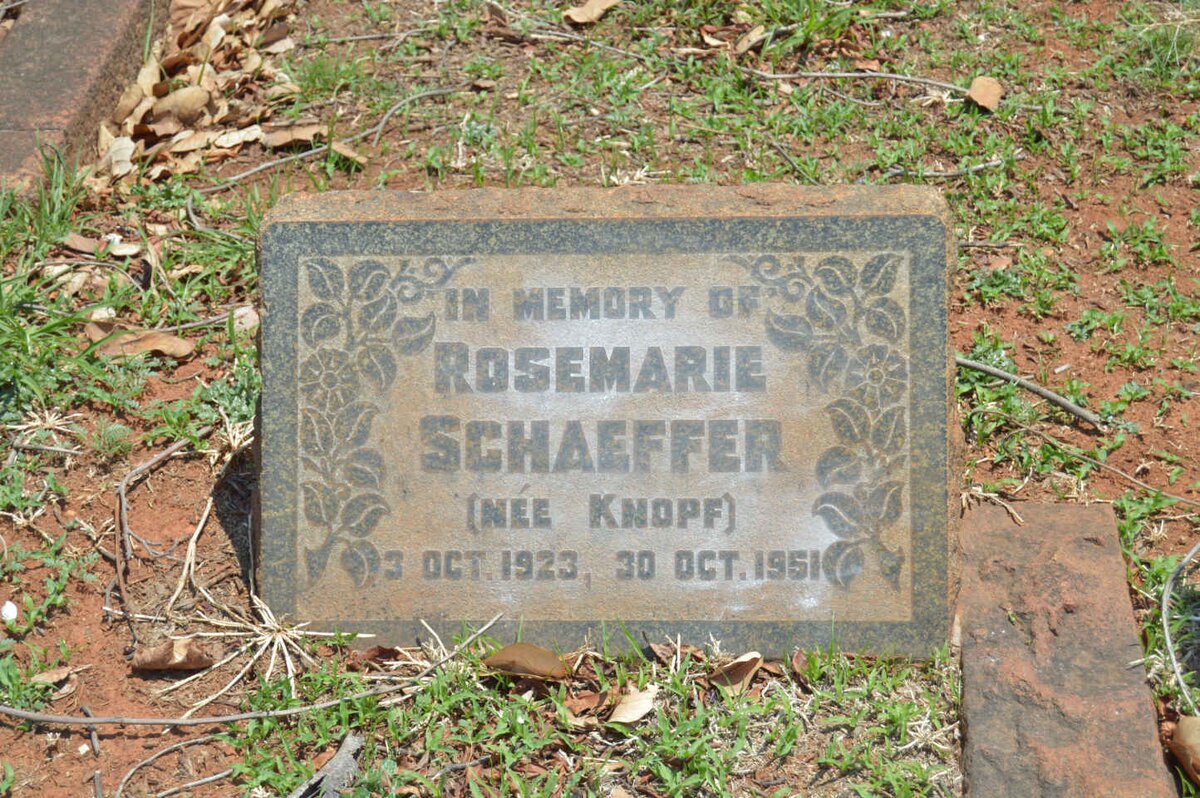 IN MEMORY OF
ROSEMARIE
SCHAEFFER
(NÉE KNOPF)
3 OCT. 1923, 30 OCT. 1951